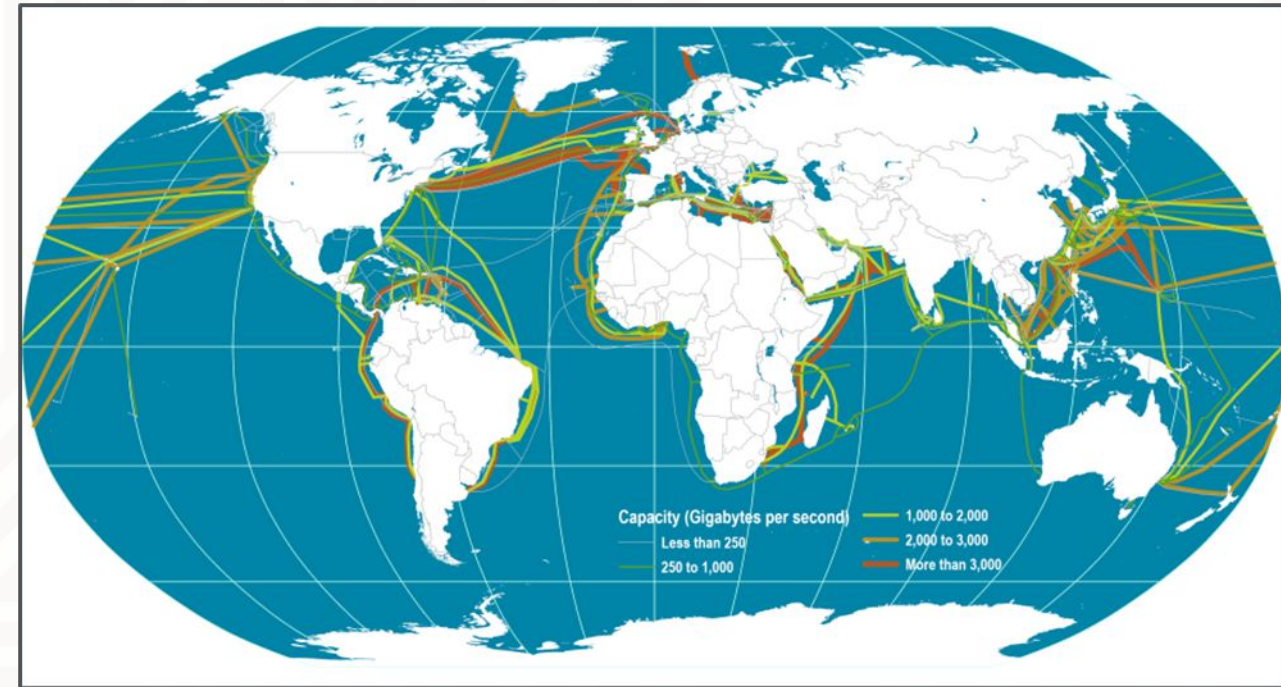 Capacity (Gigabytes per second)
Less than 250
250 to 1,000
1,000 to 2,000
2,000 to 3,000
More than 3,000